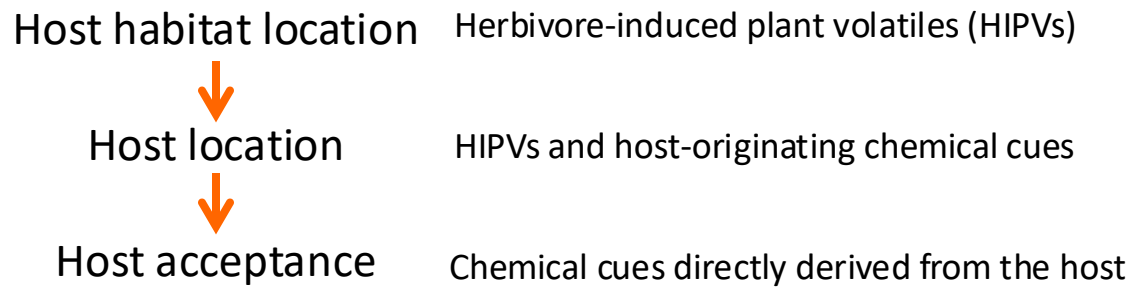 Host habitat location Herbivore-induced plant volatiles (HIPVs)
Host location HIPVs and host-originating chemical cues
Host acceptance Chemical cues directly derived from the host